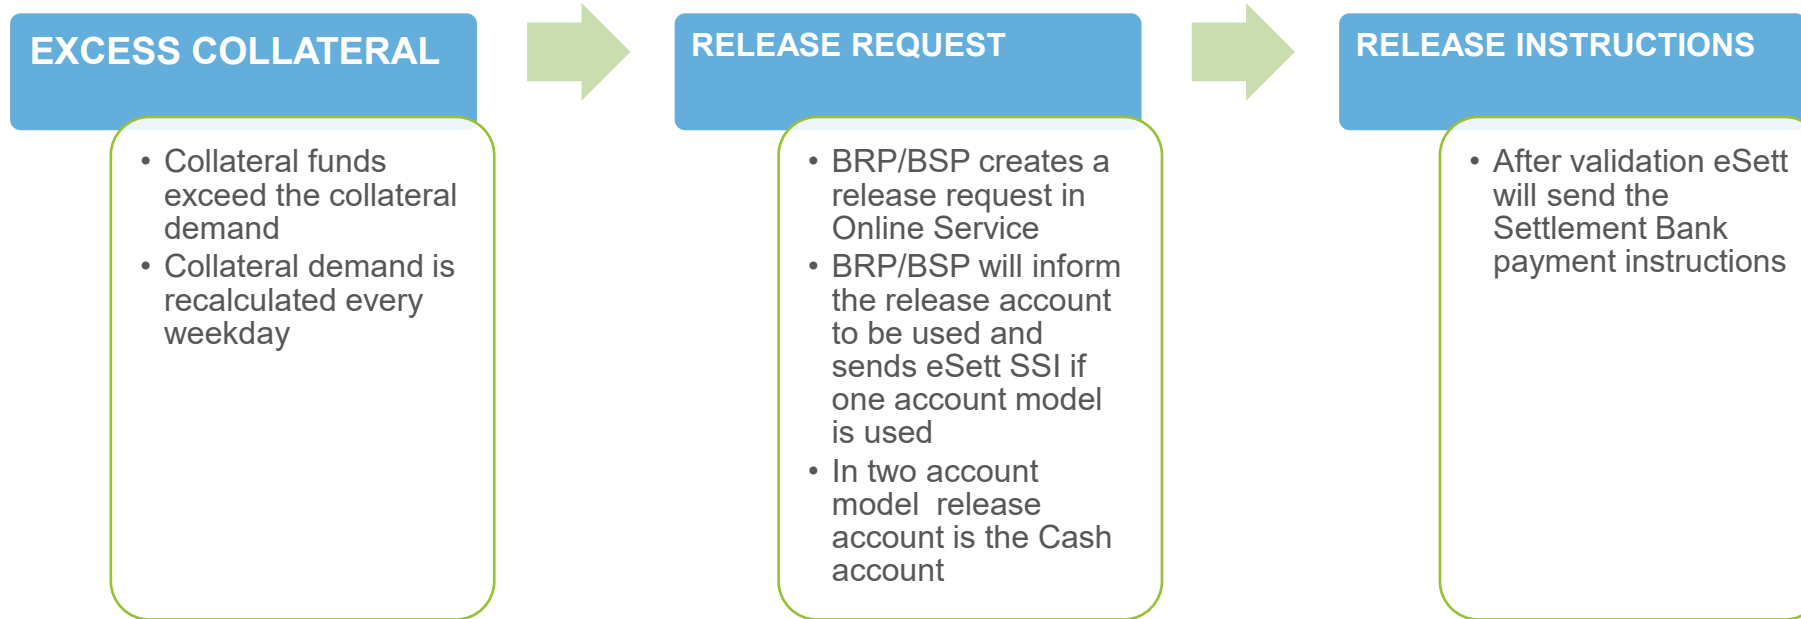 EXCESS COLLATERAL
• Collateral funds
exceed the collateral
demand
• Collateral demand is
recalculated every
weekday
RELEASE REQUEST
• BRP/BSP creates a
release request in
Online Service
• BRP/BSP will inform
the release account
to be used and
sends eSett SSI if
one account model
is used
• In two account
model  release
account is the Cash
account
RELEASE INSTRUCTIONS
• After validation eSett
will send the
Settlement Bank
payment instructions